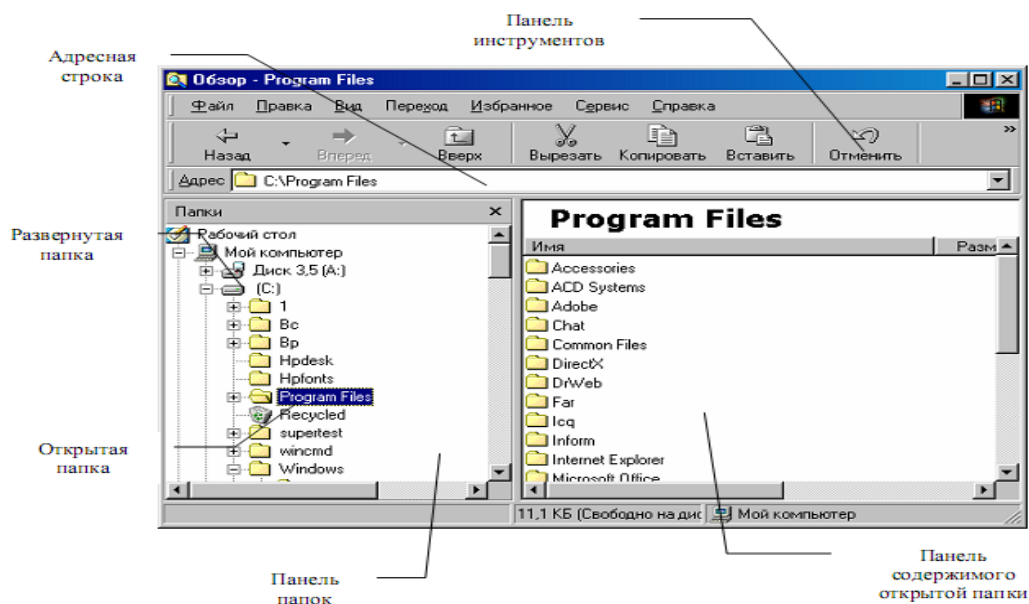 Панель
инструментов
Адресная
строка
Обзор - Program Files
Файл Правка Вид Переход Избранное Сервис Справка
Назад Вперед Вверх Вырезать Копировать Вставить Отменить »
Адрес C:\Program Files
Папки
Рабочий стол
Мой компьютер
Диск 3,5 (A:)
(C:)
1
Bc
Bp
Hpdesk
Hpfonts
Program Files
Recycled
supertest
wincmd
Windows
Program Files
Имя Разм
Accessories
ACD Systems
Adobe
Chat
Common Files
DirectX
DrWeb
Far
Icq
Inform
Internet Explorer
Microsoft Office
11,1 КБ (Свободно на дис Мой компьютер
Развернутая
папка
Открытая
папка
Панель
папок
Панель
содержимого
открытой папки